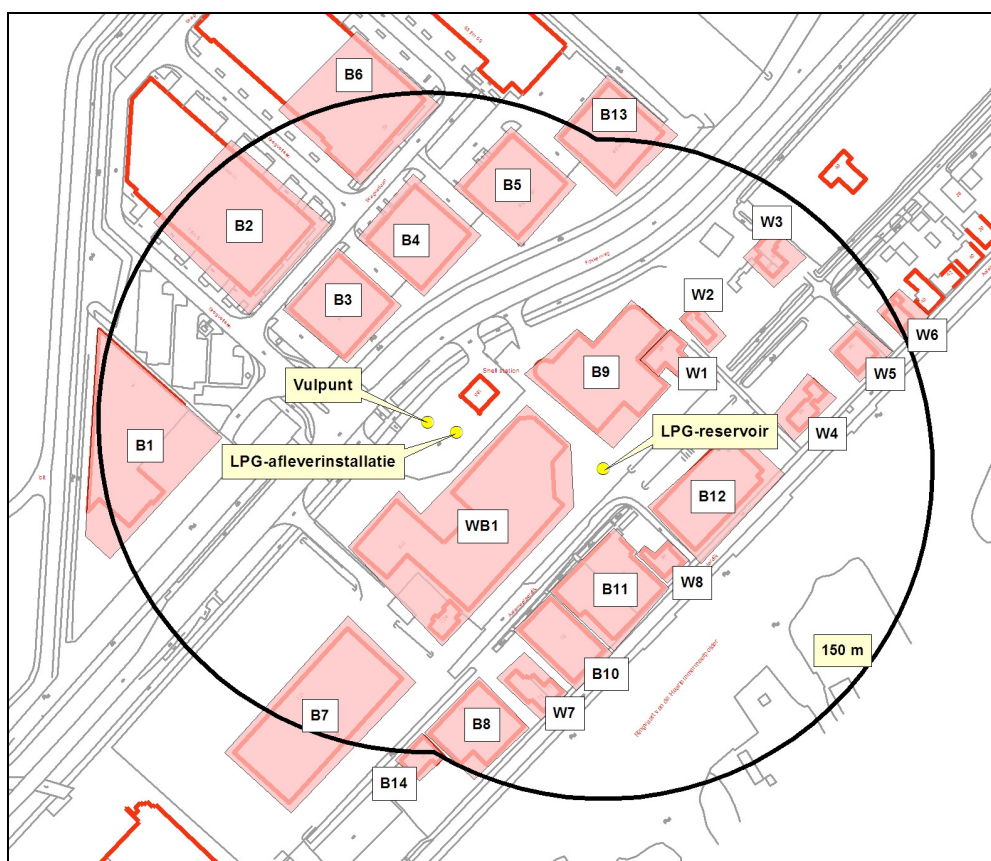 B6
B13
B2
B5
B4
W3
B3
W2
W6
Shell station
W1
B9
W5
Vulpunt
LPG-reservoir
W4
B1
LPG-afleverinstallatie
B12
WB1
W8
B11
150 m
B10
B7
W7
B8
B14